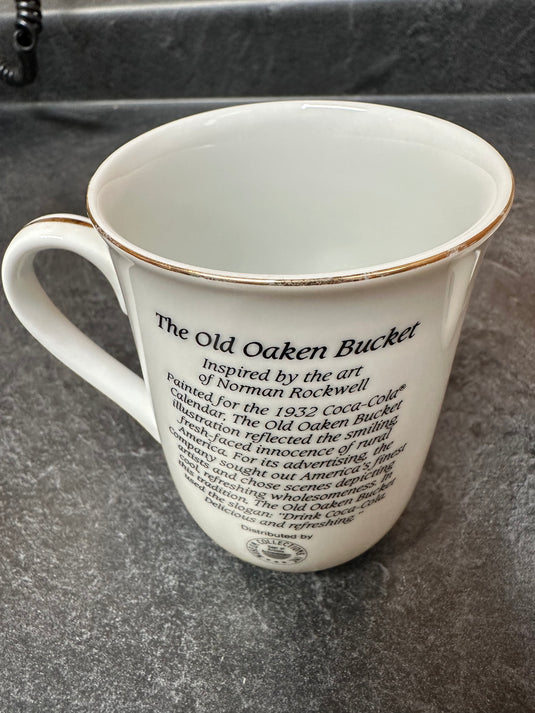 The Old Oaken Bucket
Inspired by the art
of Norman Rockwell
Painted for the 1932 Coca-Cola®
Calendar, The Old Oaken Bucket
illustration reflected the smiling,
fresh-faced innocence of rural
America. For its advertising, the
company sought out America's finest
artists and chose scenes depicting
cool, refreshing wholesomeness. In
this tradition, The Old Oaken Bucket
used the slogan: "Drink Coca-Cola
Delicious and refreshing."
Distributed by
MUSEUM COLLECTIONS, INC.